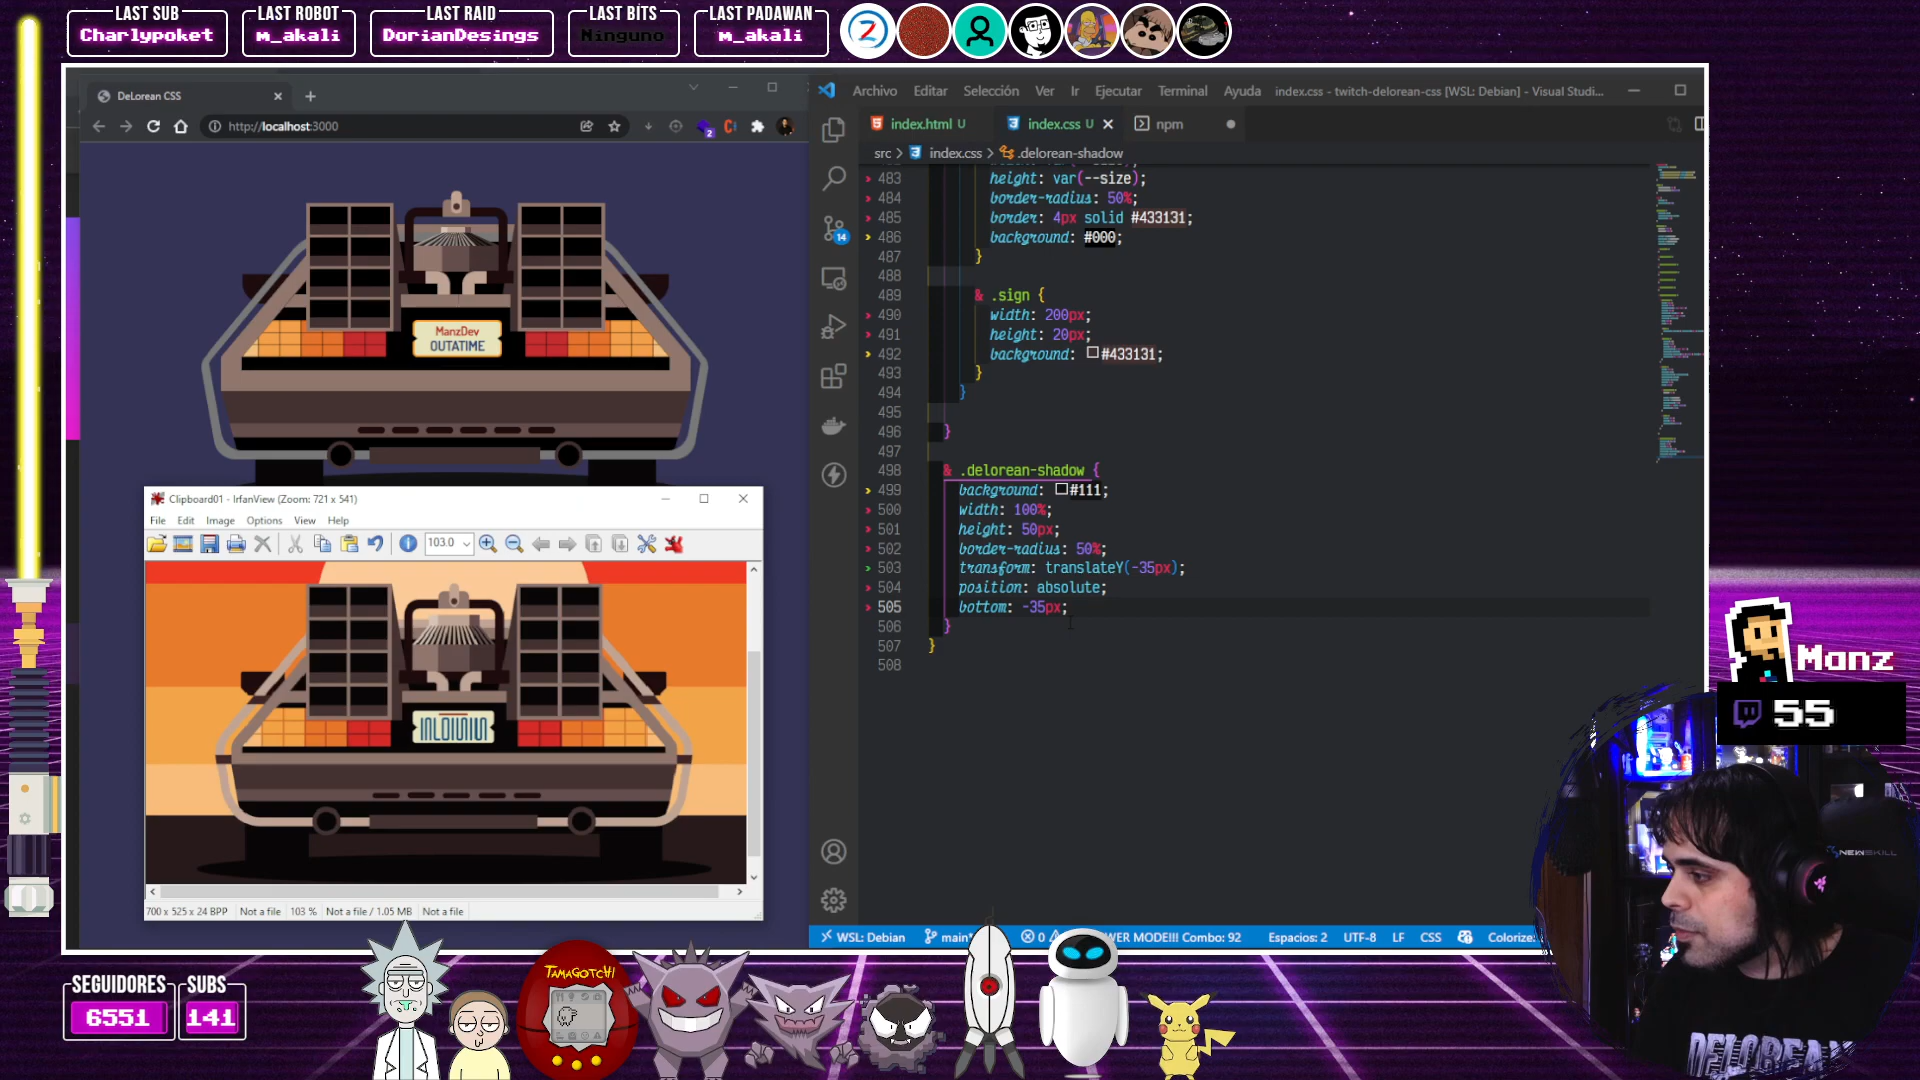 LAST SUB
Charlypoket
LAST ROBOT
m_akali
LAST RAID
DorianDesings
LAST BITS
Ninguno
LAST PADAWAN
m_akali
DeLorean CSS
http://localhost:3000
ManzDev
OUTATIME
Clipboard01 - IrfanView (Zoom: 721 x 541)
File Edit Image Options View Help
103.0
700 x 525 x 24 BPP Not a file 103 % Not a file / 1.05 MB Not a file
Archivo Editar Selección Ver Ir Ejecutar Terminal Ayuda index.css - twitch-delorean-css [WSL: Debian] - Visual Studi...
index.html U index.css U npm
src > index.css > .delorean-shadow
14
483 height: var(--size);
484 border-radius: 50%;
485 border: 4px solid #433131;
486 background: #000;
487 }
488
489 & .sign {
490 width: 200px;
491 height: 20px;
492 background: #433131;
493 }
494 }
495
496 }
497
498 & .delorean-shadow {
499 background: #111;
500 width: 100%;
501 height: 50px;
502 border-radius: 50%;
503 transform: translateY(-35px);
504 position: absolute;
505 bottom: -35px;
506 }
507 }
508
WSL: Debian main* 0 WER MODE!!! Combo: 92 Espacios: 2 UTF-8 LF CSS Colorize:
Manz
55
NEWSKILL
DELOREAN
SEGUIDORES
6551
SUBS
141
TAMAGOTCHI